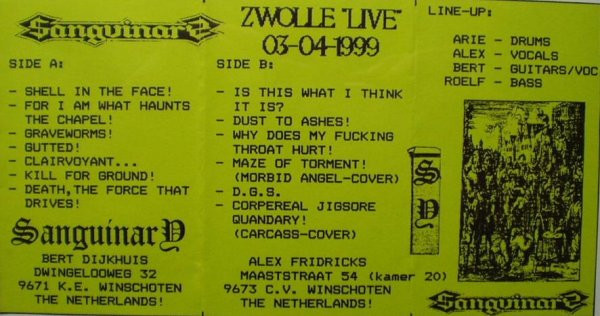 Sanguinary
SIDE A:
- SHELL IN THE FACE!
- FOR I AM WHAT HAUNTS
THE CHAPEL!
- GRAVEWORMS!
- GUTTED!
- CLAIRVOYANT...
- KILL FOR GROUND!
- DEATH,THE FORCE THAT
DRIVES!
SanguinarY
BERT DIJKHUIS
DWINGELOOWEG 32
9671 K.E. WINSCHOTEN
THE NETHERLANDS!
ZWOLLE "LIVE"
03-04-1999
SIDE B:
- IS THIS WHAT I THINK
IT IS?
- DUST TO ASHES!
- WHY DOES MY FUCKING
THROAT HURT!
- MAZE OF TORMENT!
(MORBID ANGEL-COVER)
- D.G.S.
- CORPEREAL JIGSORE
QUANDARY!
(CARCASS-COVER)
ALEX FRIDRICKS
MAASTSTRAAT 54 (kamer 20)
9673 C.V. WINSCHOTEN
THE NETHERLANDS!
S
Y
LINE-UP:
ARIE - DRUMS
ALEX - VOCALS
BERT - GUITARS/VOC
ROELF - BASS
Sanguinary